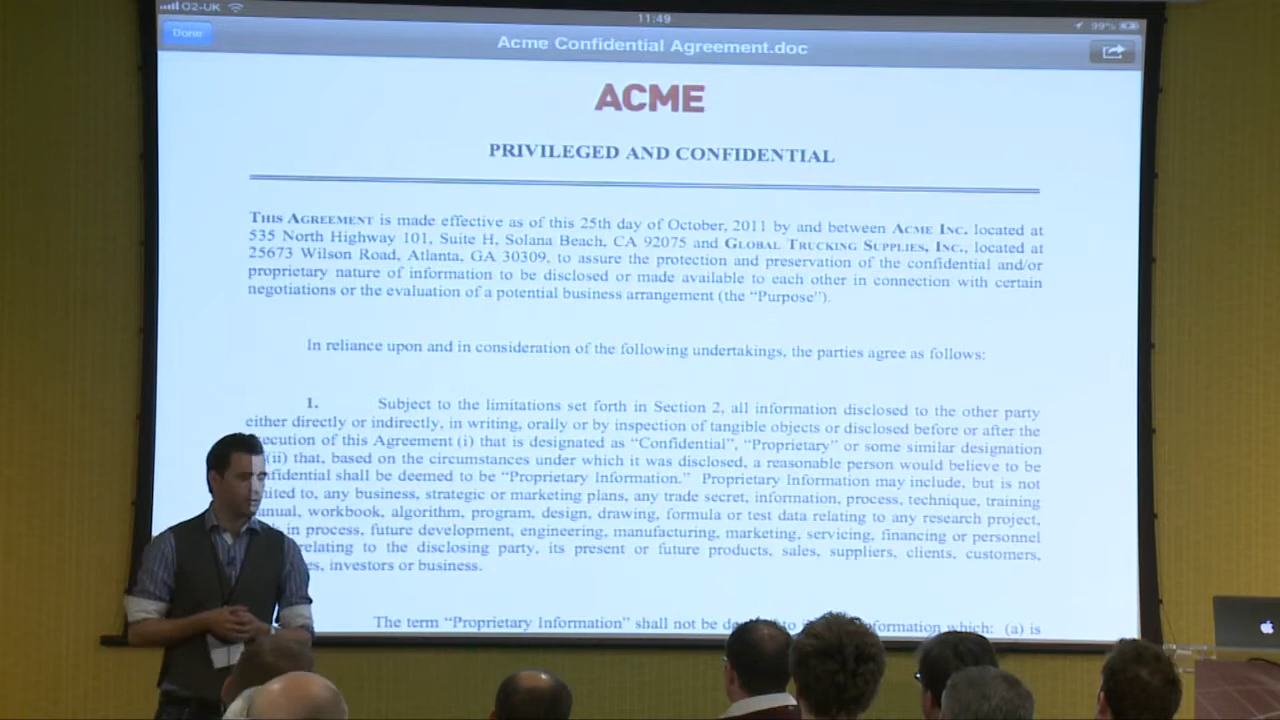 O2-UK
11:49
99%
Done
Acme Confidential Agreement.doc
ACME
PRIVILEGED AND CONFIDENTIAL
THIS AGREEMENT is made effective as of this 25th day of October, 2011 by and between ACME INC. located at
535 North Highway 101, Suite H, Solana Beach, CA 92075 and GLOBAL TRUCKING SUPPLIES, INC., located at
25673 Wilson Road, Atlanta, GA 30309, to assure the protection and preservation of the confidential and/or
proprietary nature of information to be disclosed or made available to each other in connection with certain
negotiations or the evaluation of a potential business arrangement (the “Purpose”).
In reliance upon and in consideration of the following undertakings, the parties agree as follows:
1. Subject to the limitations set forth in Section 2, all information disclosed to the other party
either directly or indirectly, in writing, orally or by inspection of tangible objects or disclosed before or after the
of this Agreement (i) that is designated as “Confidential”, “Proprietary” or some similar designation
(ii) that, based on the circumstances under which it was disclosed, a reasonable person would believe to be
shall be deemed to be “Proprietary Information.” Proprietary Information may include, but is not
to, any business, strategic or marketing plans, any trade secret, information, process, technique, training
workbook, algorithm, program, design, drawing, formula or test data relating to any research project,
in process, future development, engineering, manufacturing, marketing, servicing, financing or personnel
relating to the disclosing party, its present or future products, sales, suppliers, clients, customers,
investors or business.
The term “Proprietary Information” shall not be to which: (a) is